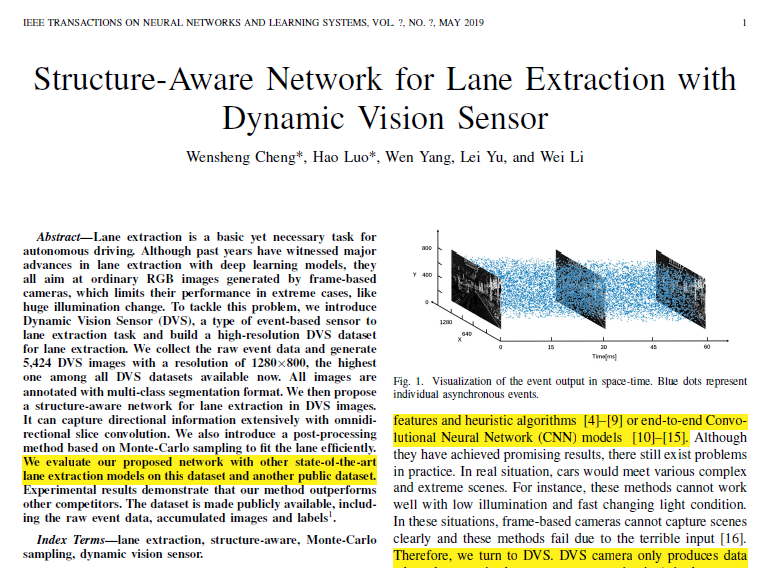 IEEE TRANSACTIONS ON NEURAL NETWORKS AND LEARNING SYSTEMS, VOL. ?, NO. ?, MAY 2019
1
Structure-Aware Network for Lane Extraction with
Dynamic Vision Sensor
Wensheng Cheng*, Hao Luo*, Wen Yang, Lei Yu, and Wei Li
Abstract—Lane extraction is a basic yet necessary task for
autonomous driving. Although past years have witnessed major
advances in lane extraction with deep learning models, they
all aim at ordinary RGB images generated by frame-based
cameras, which limits their performance in extreme cases, like
huge illumination change. To tackle this problem, we introduce
Dynamic Vision Sensor (DVS), a type of event-based sensor to
lane extraction task and build a high-resolution DVS dataset
for lane extraction. We collect the raw event data and generate
5,424 DVS images with a resolution of 1280×800, the highest
one among all DVS datasets available now. All images are
annotated with multi-class segmentation format. We then propose
a structure-aware network for lane extraction in DVS images.
It can capture directional information extensively with omnidi-
rectional slice convolution. We also introduce a post-processing
method based on Monte-Carlo sampling to fit the lane efficiently.
We evaluate our proposed network with other state-of-the-art
lane extraction models on this dataset and another public dataset.
Experimental results demonstrate that our method outperforms
other competitors. The dataset is made publicly available, includ-
ing the raw event data, accumulated images and labels1.
Index Terms—lane extraction, structure-aware, Monte-Carlo
sampling, dynamic vision sensor.
800
Y 400
0
1280
640
X
0 15 30 45 60
Time[ms]
Fig. 1. Visualization of the event output in space-time. Blue dots represent
individual asynchronous events.
features and heuristic algorithms [4]–[9] or end-to-end Convo-
lutional Neural Network (CNN) models [10]–[15]. Although
they have achieved promising results, there still exist problems
in practice. In real situation, cars would meet various complex
and extreme scenes. For instance, these methods cannot work
well with low illumination and fast changing light condition.
In these situations, frame-based cameras cannot capture scenes
clearly and these methods fail due to the terrible input [16].
Therefore, we turn to DVS. DVS camera only produces data